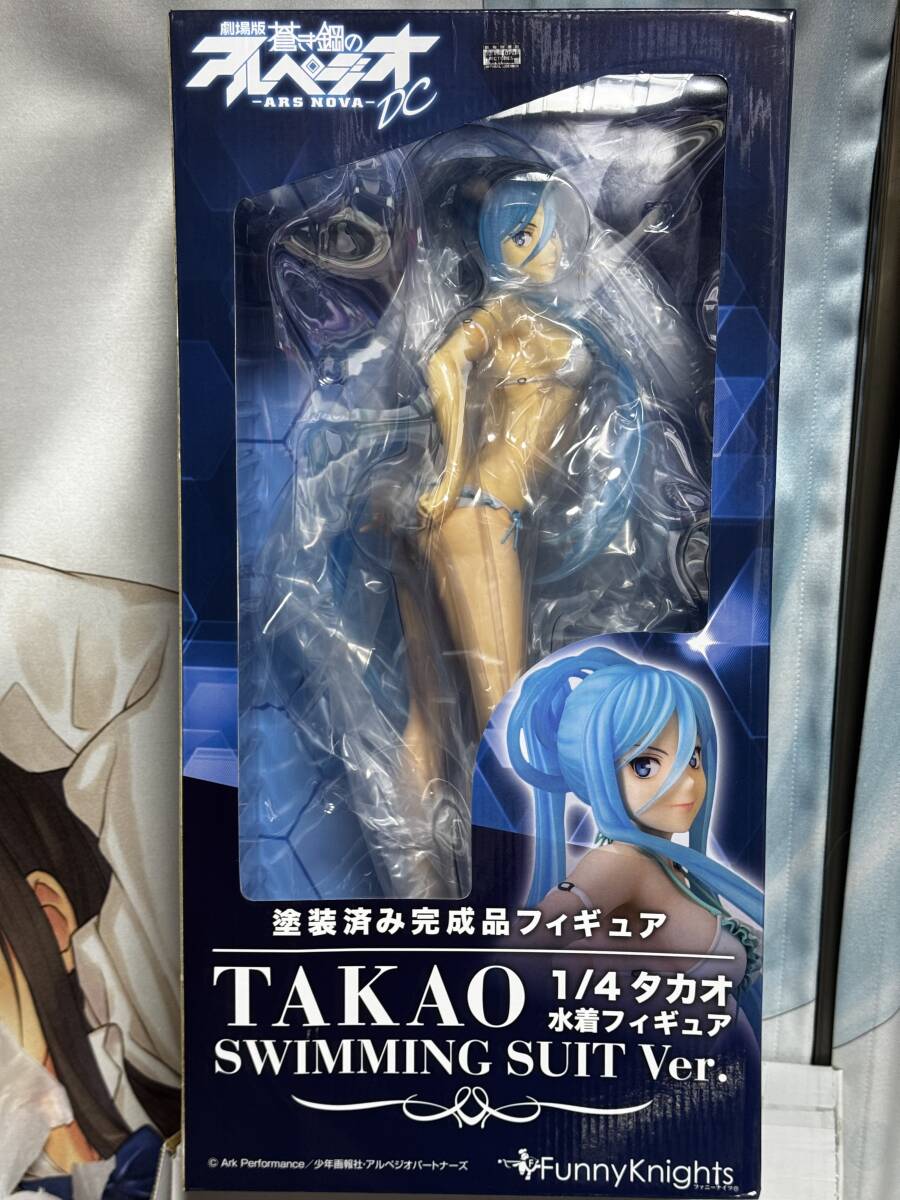 劇場版
蒼き鋼の
アルペジオ
-ARS NOVA-
DC
塗装済み完成品フィギュア
TAKAO
1/4 タカオ
水着フィギュア
SWIMMING SUIT Ver.
© Ark Performance／少年画報社・アルペジオパートナーズ
FunnyKnights
ファニーナイツ®